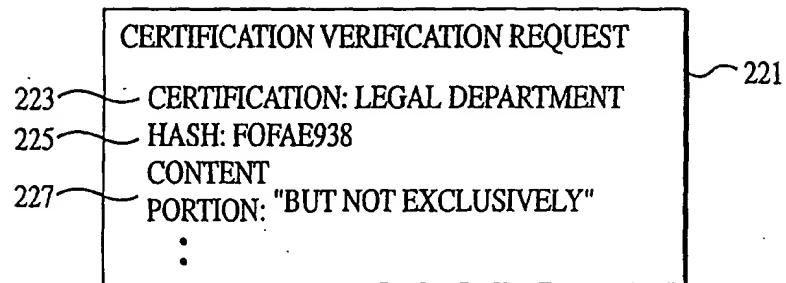 CERTIFICATION VERIFICATION REQUEST
221
223 CERTIFICATION: LEGAL DEPARTMENT
225 HASH: FOFAE938
CONTENT
227 PORTION: "BUT NOT EXCLUSIVELY"